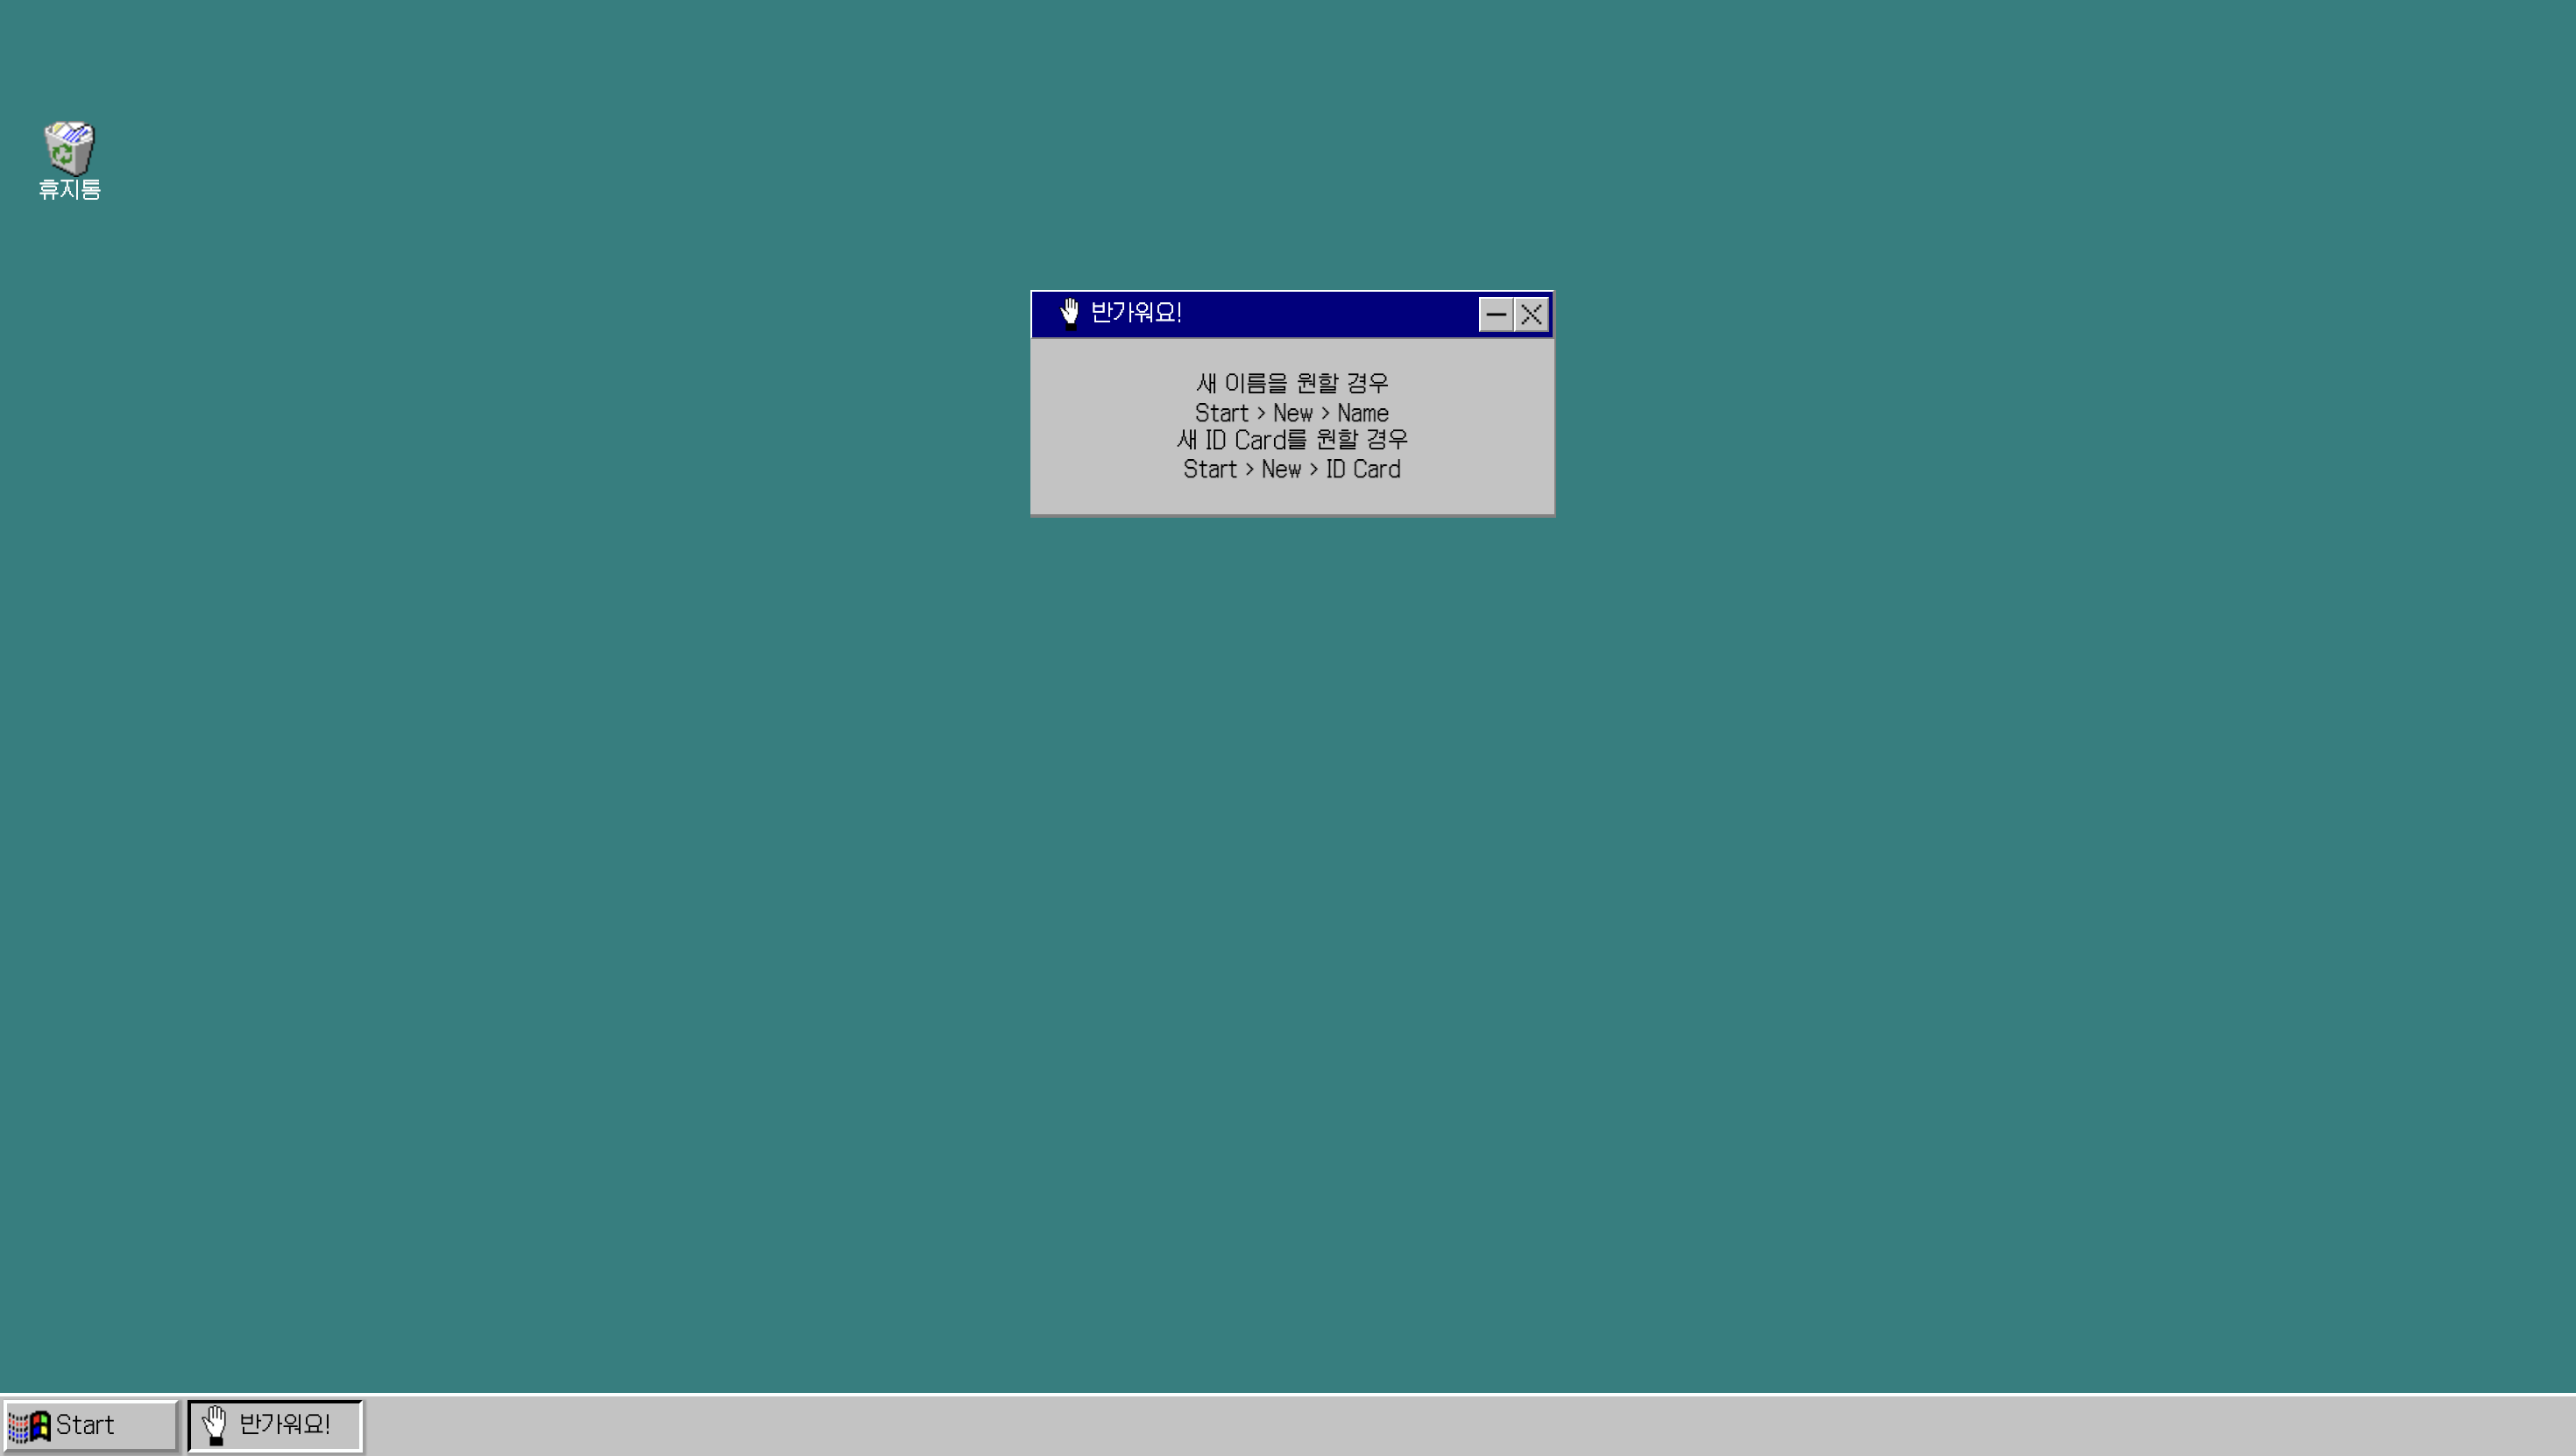 휴지통
반가워요!
새 이름을 원할 경우
Start > New > Name
새 ID Card를 원할 경우
Start > New > ID Card
Start
반가워요!